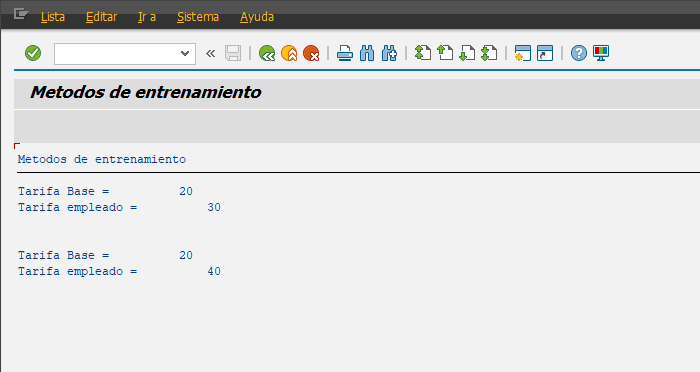 Lista Editar Ir a Sistema Ayuda
Metodos de entrenamiento
Metodos de entrenamiento
Tarifa Base = 20
Tarifa empleado = 30
Tarifa Base = 20
Tarifa empleado = 40